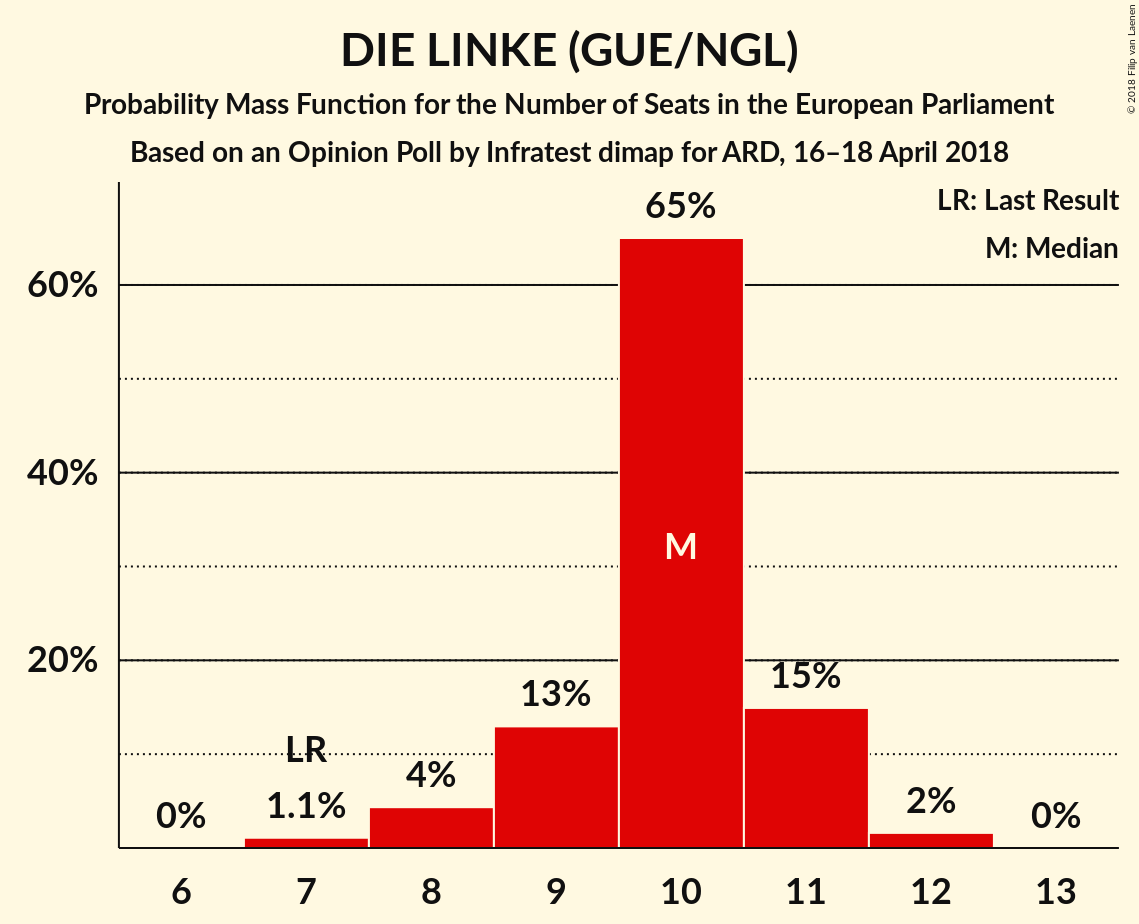 DIE LINKE (GUE/NGL)
Probability Mass Function for the Number of Seats in the European Parliament
Based on an Opinion Poll by Infratest dimap for ARD, 16–18 April 2018
© 2018 Filip van Laenen
LR: Last Result
M: Median
65%
60%
40%
M
20%
15%
13%
LR
4%
1.1%
2%
0%
0%
6 7 8 9 10 11 12 13